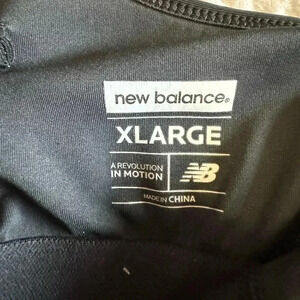 new balance®
XLARGE
A REVOLUTION
IN MOTION
NB
MADE IN CHINA